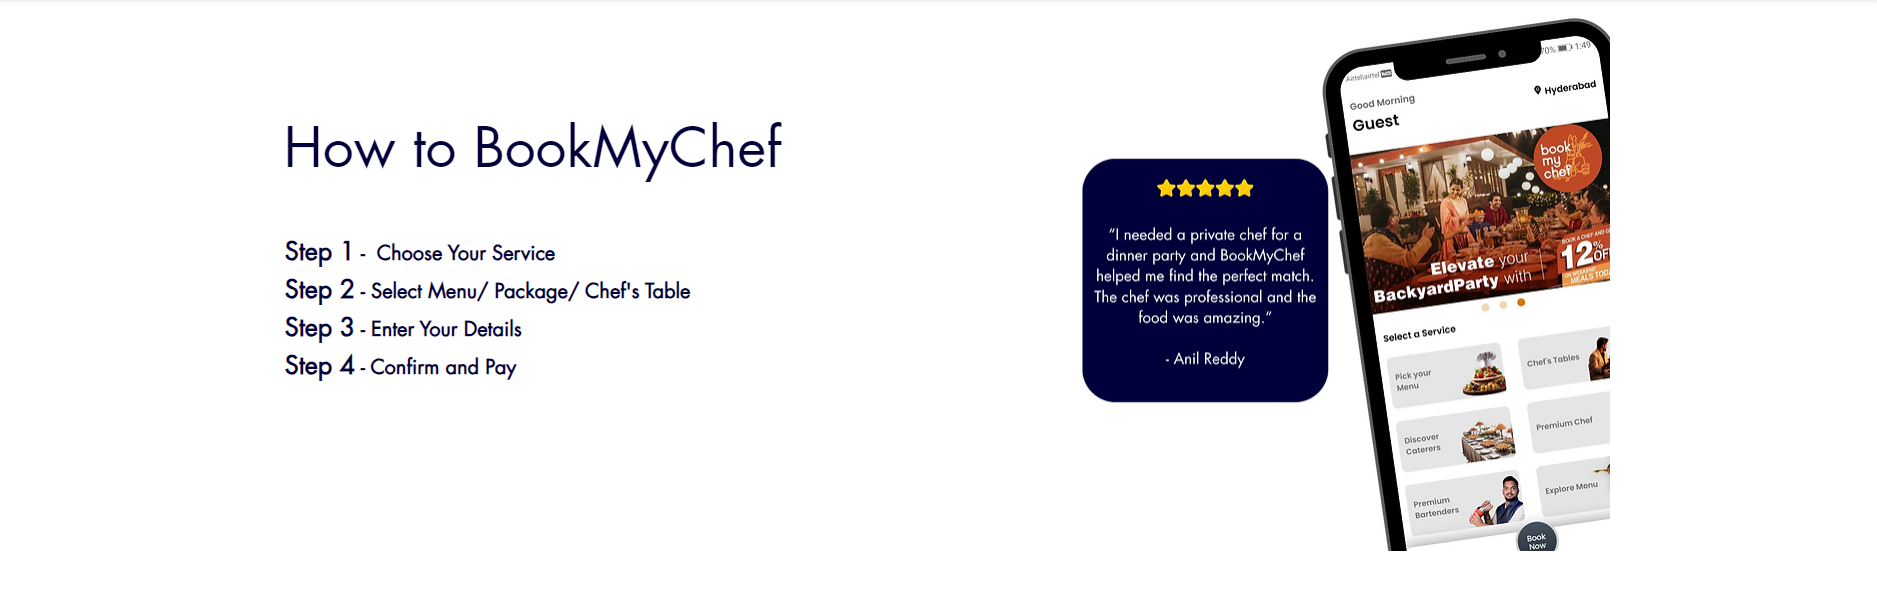 How to BookMyChef
Step 1 - Choose Your Service
Step 2 - Select Menu/ Package/ Chef's Table
Step 3 - Enter Your Details
Step 4 - Confirm and Pay
“I needed a private chef for a
dinner party and BookMyChef
helped me find the perfect match.
The chef was professional and the
food was amazing.”
- Anil Reddy
70% 1:49
Good Morning
Hyderabad
Guest
book
my
chef
BOOK A CHEF AND
12%
OFF
ON WEEKEND
MEALS
Elevate your
BackyardParty with
Select a Service
Pick your
Menu
Chef's Tables
Discover
Caterers
Premium Chef
Premium
Bartenders
Explore Menu
Book
Now